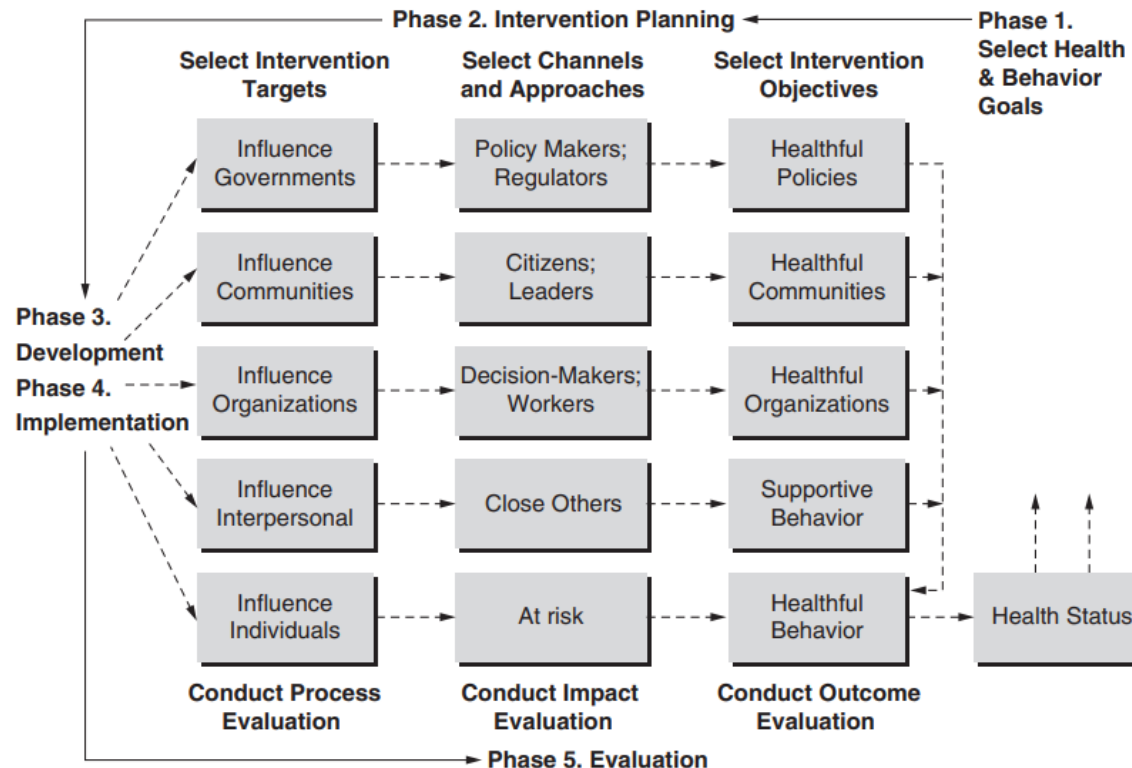 Phase 2. Intervention Planning
Phase 1.
Select Health
& Behavior
Goals
Select Intervention
Targets
Select Channels
and Approaches
Select Intervention
Objectives
Influence
Governments
Policy Makers;
Regulators
Healthful
Policies
Influence
Communities
Citizens;
Leaders
Healthful
Communities
Phase 3.
Development
Phase 4.
Implementation
Influence
Organizations
Decision-Makers;
Workers
Healthful
Organizations
Influence
Interpersonal
Close Others
Supportive
Behavior
Influence
Individuals
At risk
Healthful
Behavior
Health Status
Conduct Process
Evaluation
Conduct Impact
Evaluation
Conduct Outcome
Evaluation
Phase 5. Evaluation